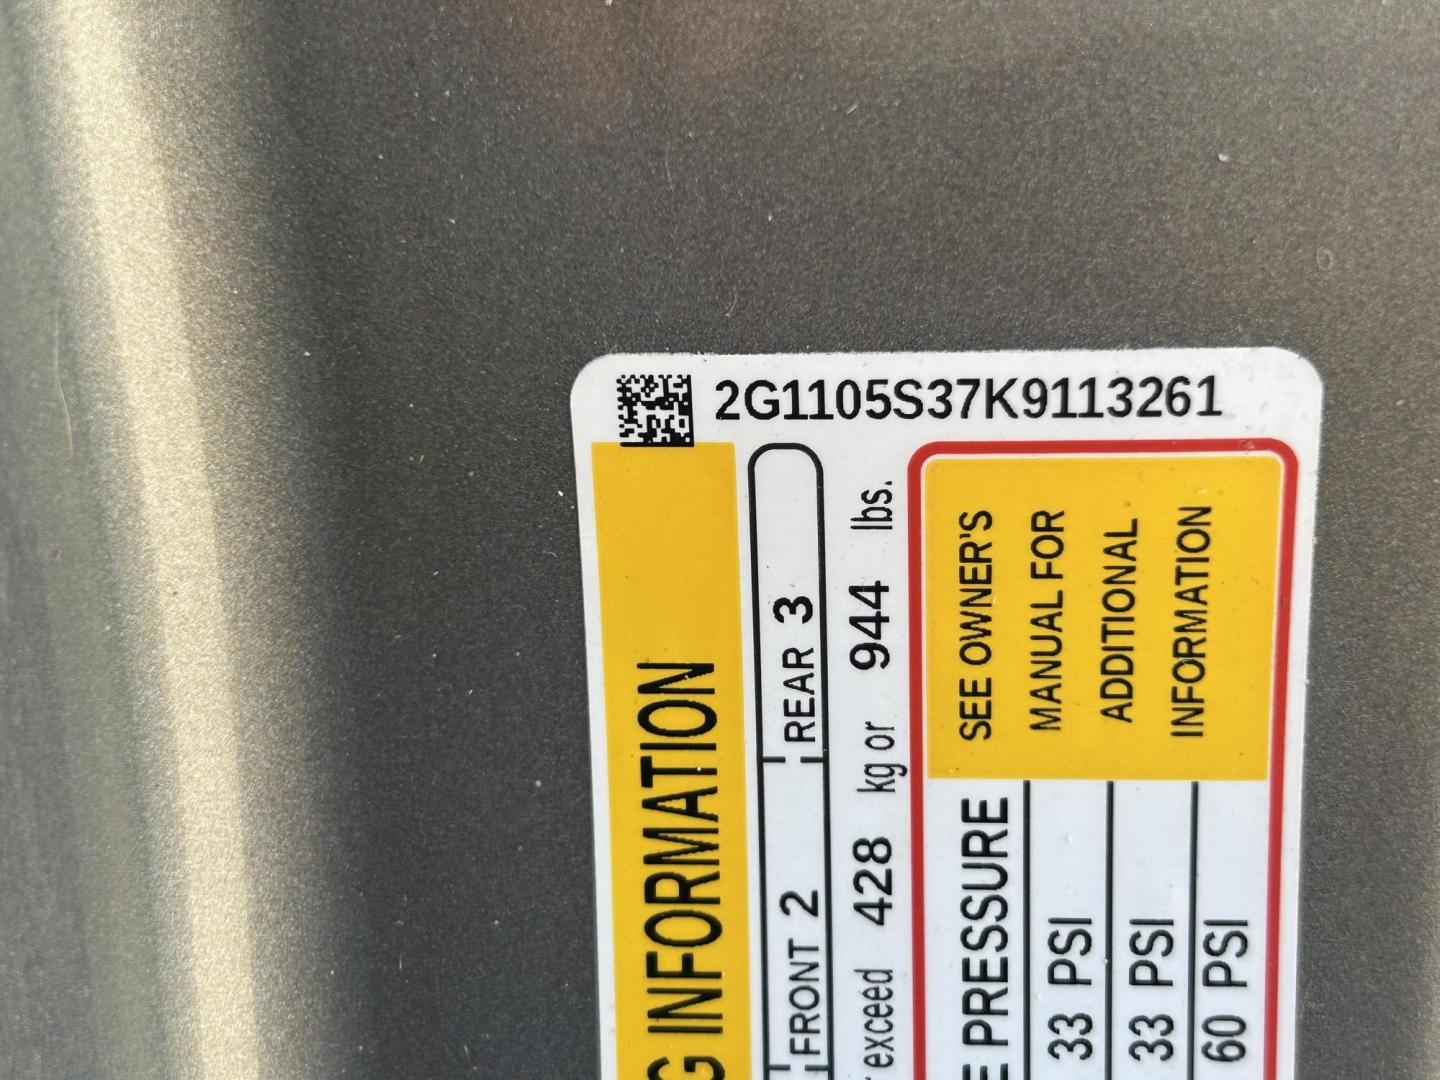 2G1105S37K9113261
G INFORMATION
FRONT 2 REAR 3
exceed 428 kg or 944 lbs.
E PRESSURE
33 PSI
33 PSI
60 PSI
SEE OWNER'S
MANUAL FOR
ADDITIONAL
INFORMATION